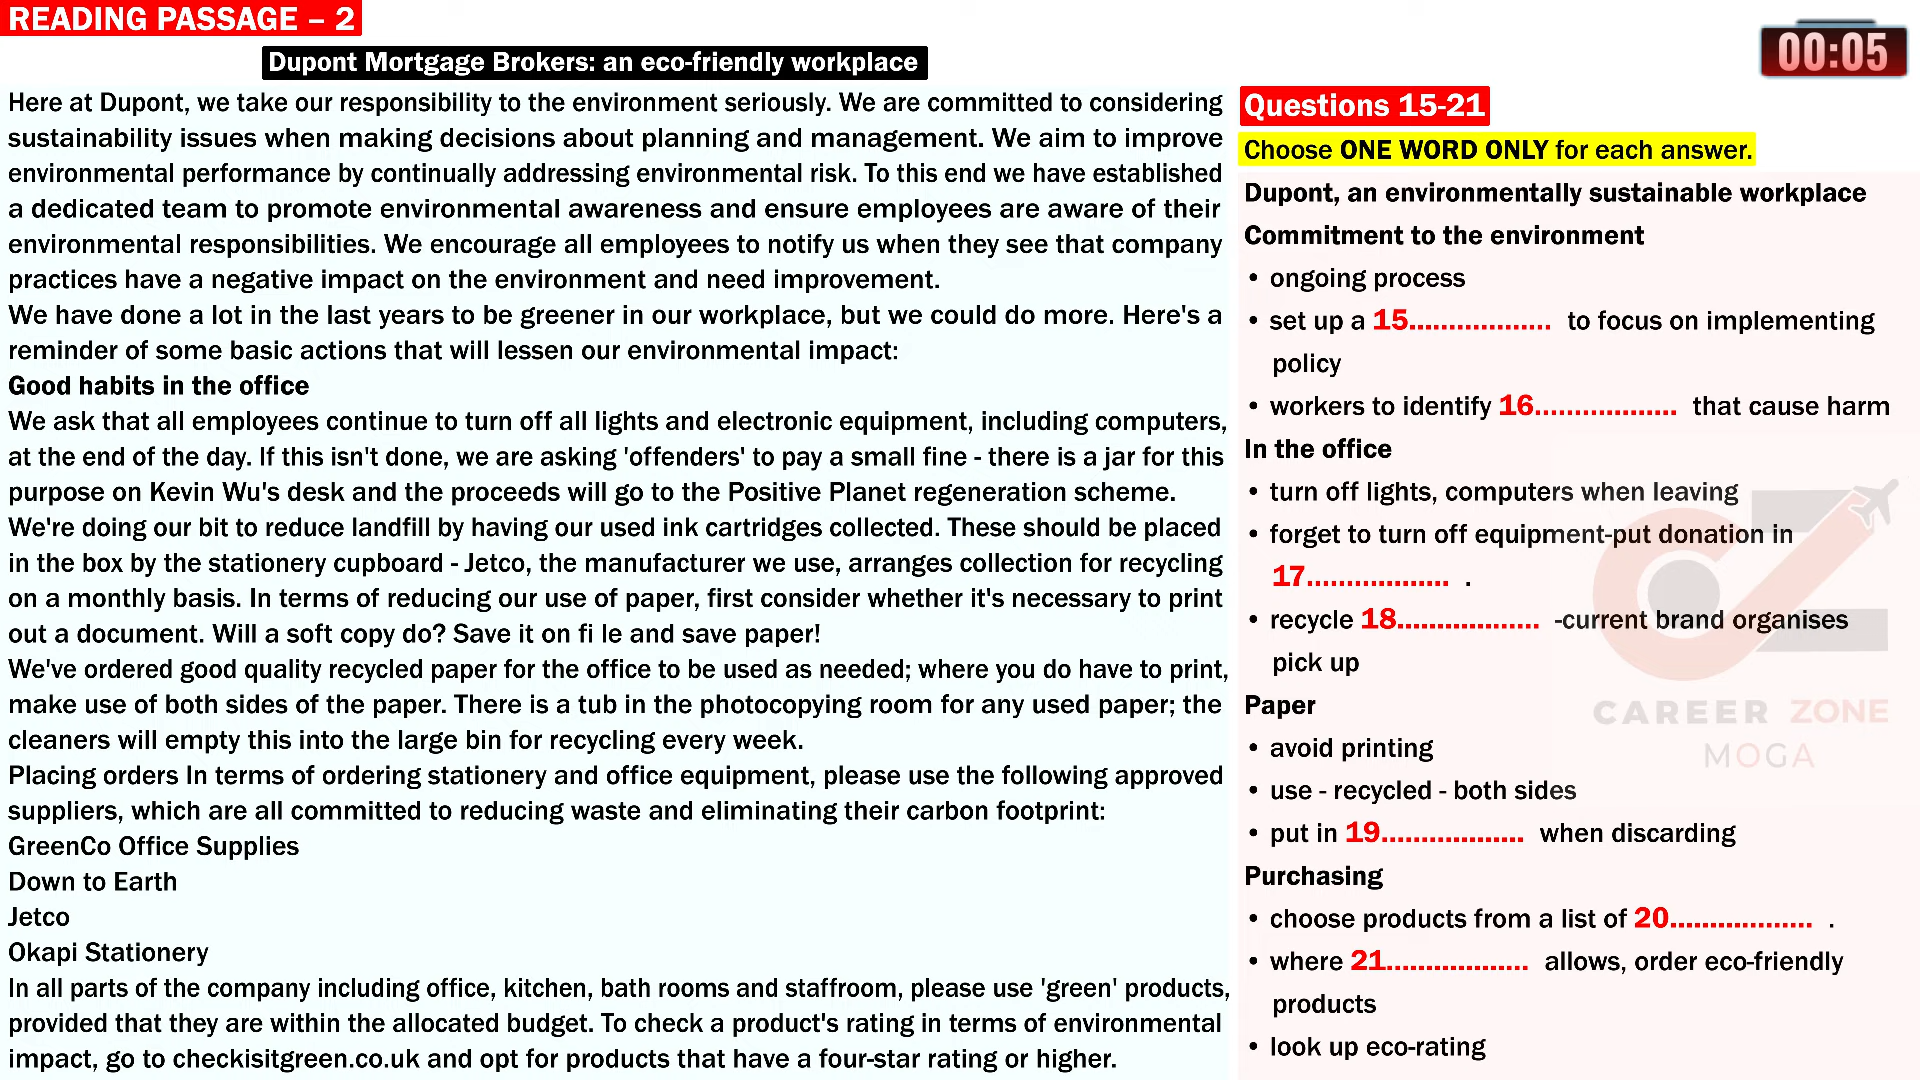 READING PASSAGE – 2
00:05
Dupont Mortgage Brokers: an eco-friendly workplace
Here at Dupont, we take our responsibility to the environment seriously. We are committed to considering
sustainability issues when making decisions about planning and management. We aim to improve
environmental performance by continually addressing environmental risk. To this end we have established
a dedicated team to promote environmental awareness and ensure employees are aware of their
environmental responsibilities. We encourage all employees to notify us when they see that company
practices have a negative impact on the environment and need improvement.
We have done a lot in the last years to be greener in our workplace, but we could do more. Here's a
reminder of some basic actions that will lessen our environmental impact:
Good habits in the office
We ask that all employees continue to turn off all lights and electronic equipment, including computers,
at the end of the day. If this isn't done, we are asking 'offenders' to pay a small fine - there is a jar for this
purpose on Kevin Wu's desk and the proceeds will go to the Positive Planet regeneration scheme.
We're doing our bit to reduce landfill by having our used ink cartridges collected. These should be placed
in the box by the stationery cupboard - Jetco, the manufacturer we use, arranges collection for recycling
on a monthly basis. In terms of reducing our use of paper, first consider whether it's necessary to print
out a document. Will a soft copy do? Save it on fi le and save paper!
We've ordered good quality recycled paper for the office to be used as needed; where you do have to print,
make use of both sides of the paper. There is a tub in the photocopying room for any used paper; the
cleaners will empty this into the large bin for recycling every week.
Placing orders In terms of ordering stationery and office equipment, please use the following approved
suppliers, which are all committed to reducing waste and eliminating their carbon footprint:
GreenCo Office Supplies
Down to Earth
Jetco
Okapi Stationery
In all parts of the company including office, kitchen, bath rooms and staffroom, please use 'green' products,
provided that they are within the allocated budget. To check a product's rating in terms of environmental
impact, go to checkisitgreen.co.uk and opt for products that have a four-star rating or higher.
Questions 15-21
Choose ONE WORD ONLY for each answer.
Dupont, an environmentally sustainable workplace
Commitment to the environment
• ongoing process
• set up a 15.................. to focus on implementing
policy
• workers to identify 16.................. that cause harm
In the office
• turn off lights, computers when leaving
• forget to turn off equipment-put donation in
17.................. .
• recycle 18.................. -current brand organises
pick up
Paper
• avoid printing
• use - recycled - both sides
• put in 19.................. when discarding
Purchasing
• choose products from a list of 20.................. .
• where 21.................. allows, order eco-friendly
products
• look up eco-rating
CAREER ZONE
MOGA